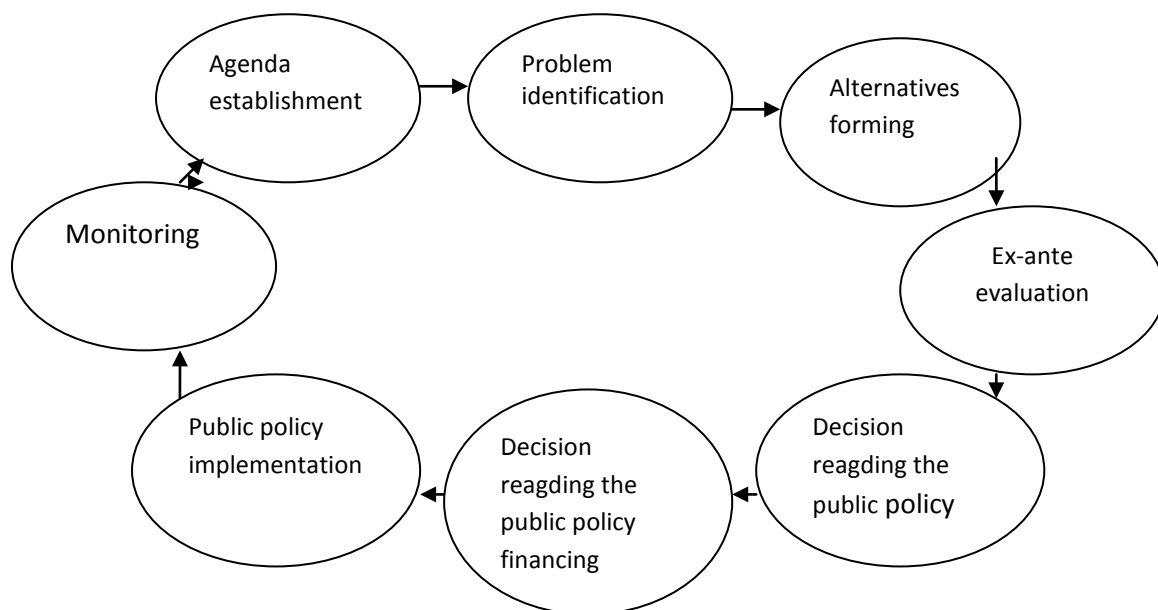 Agenda
establishment
Problem
identification
Alternatives
forming
Ex-ante
evaluation
Decision
reagding the
public policy
Decision
reagding the
public policy
financing
Public policy
implementation
Monitoring